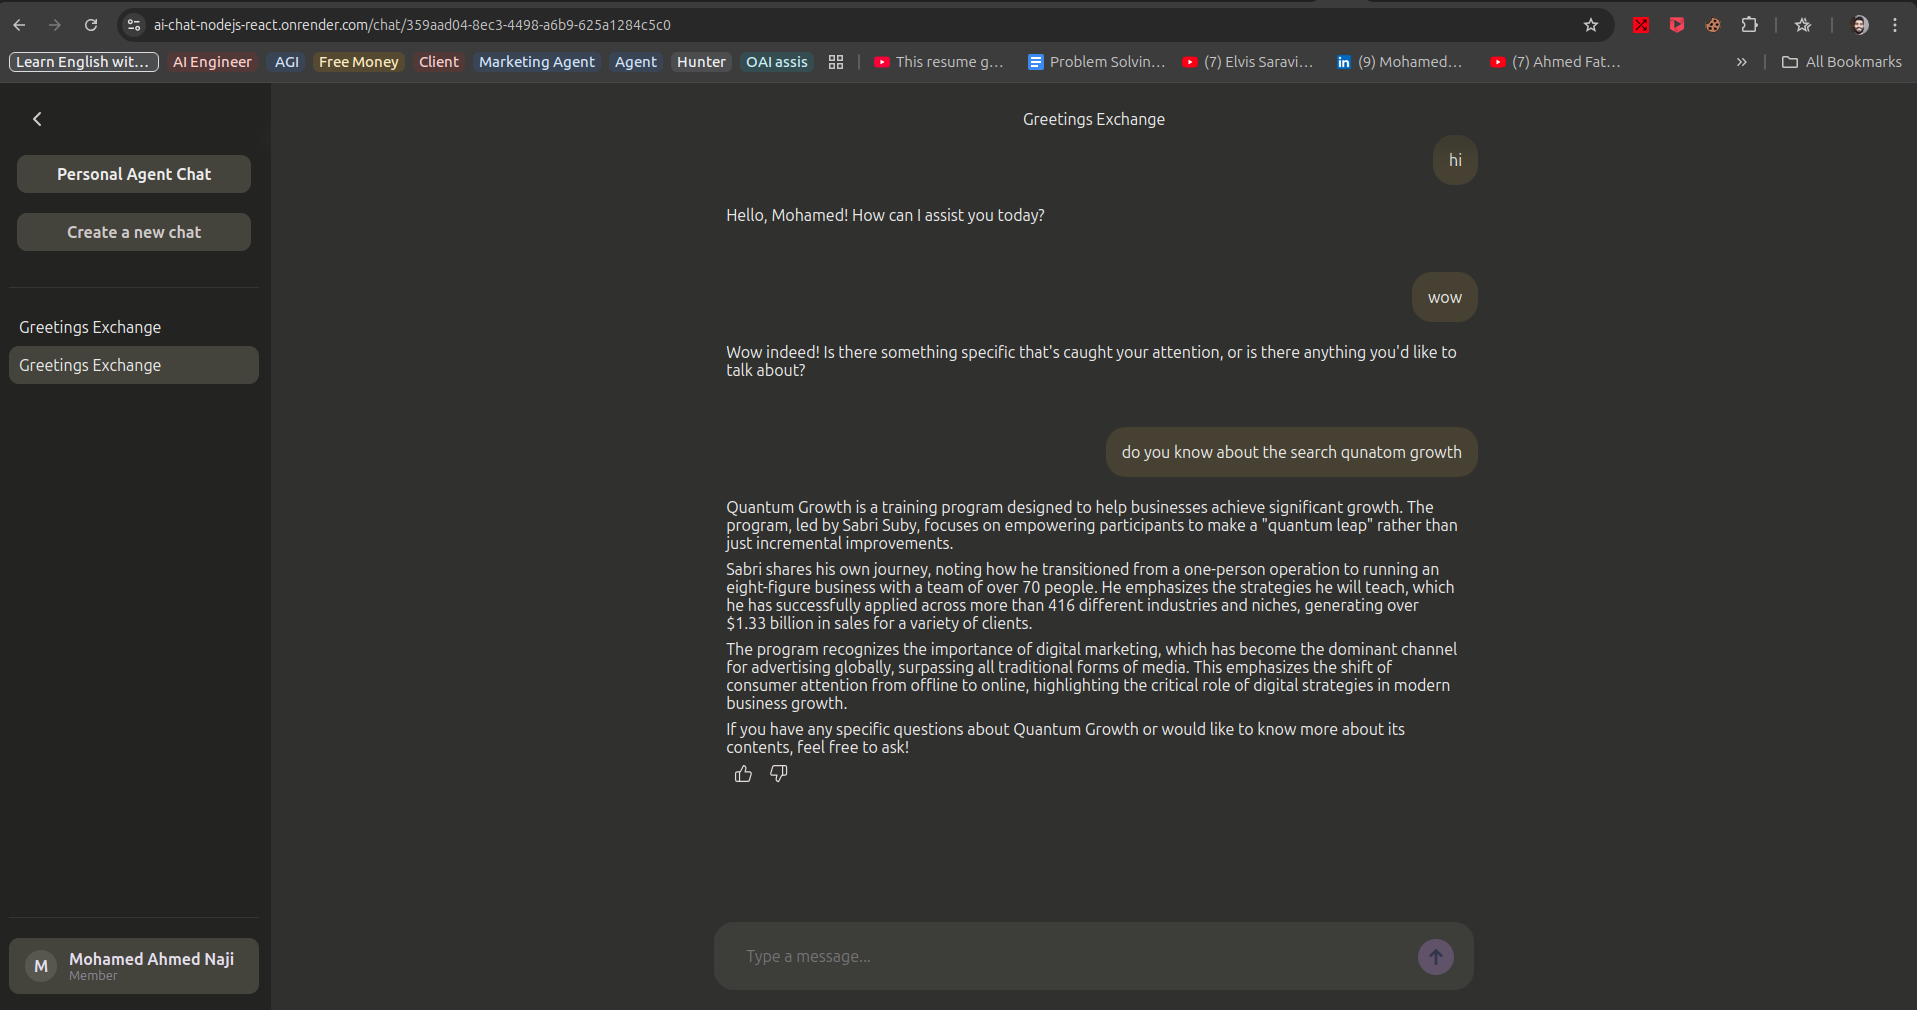 ai-chat-nodejs-react.onrender.com/chat/359aad04-8ec3-4498-a6b9-625a1284c5c0
Learn English wit... AI Engineer AGI Free Money Client Marketing Agent Agent Hunter OAI assis This resume g... Problem Solvin... (7) Elvis Saravi... (9) Mohamed... (7) Ahmed Fat... » All Bookmarks
Personal Agent Chat
Create a new chat
Greetings Exchange
Greetings Exchange
M
Mohamed Ahmed Naji
Member
Greetings Exchange
hi
Hello, Mohamed! How can I assist you today?
wow
Wow indeed! Is there something specific that's caught your attention, or is there anything you'd like to
talk about?
do you know about the search qunatom growth
Quantum Growth is a training program designed to help businesses achieve significant growth. The
program, led by Sabri Suby, focuses on empowering participants to make a "quantum leap" rather than
just incremental improvements.
Sabri shares his own journey, noting how he transitioned from a one-person operation to running an
eight-figure business with a team of over 70 people. He emphasizes the strategies he will teach, which
he has successfully applied across more than 416 different industries and niches, generating over
$1.33 billion in sales for a variety of clients.
The program recognizes the importance of digital marketing, which has become the dominant channel
for advertising globally, surpassing all traditional forms of media. This emphasizes the shift of
consumer attention from offline to online, highlighting the critical role of digital strategies in modern
business growth.
If you have any specific questions about Quantum Growth or would like to know more about its
contents, feel free to ask!
Type a message...